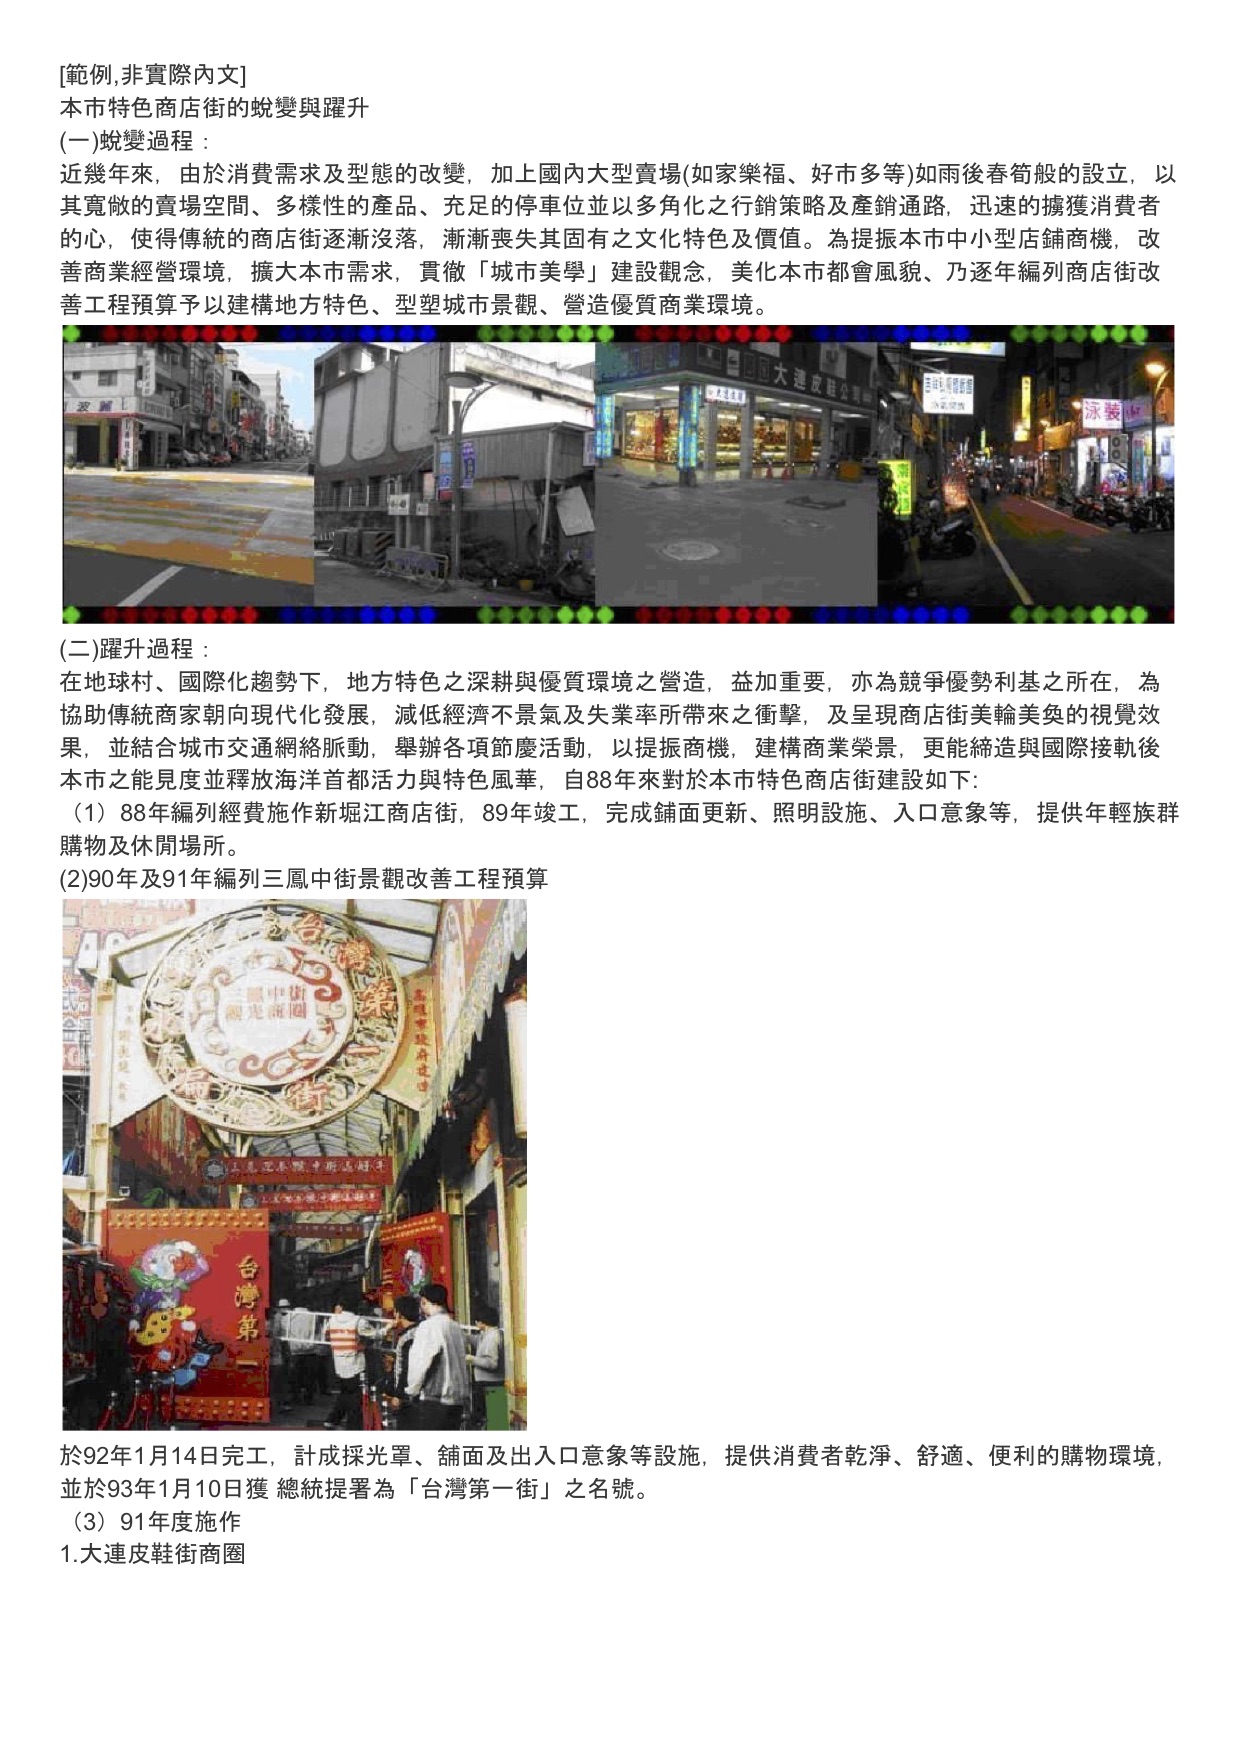 [範例,非實際內文]
本市特色商店街的蛻變與躍升
(一)蛻變過程：
近幾年來，由於消費需求及型態的改變，加上國內大型賣場(如家樂福、好市多等)如雨後春筍般的設立，以
其寬敞的賣場空間、多樣性的產品、充足的停車位並以多角化之行銷策略及產銷通路，迅速的擄獲消費者
的心，使得傳統的商店街逐漸沒落，漸漸喪失其固有之文化特色及價值。為提振本市中小型店鋪商機，改
善商業經營環境，擴大本市需求，貫徹「城市美學」建設觀念，美化本市都會風貌、乃逐年編列商店街改
善工程預算予以建構地方特色、型塑城市景觀、營造優質商業環境。
大連皮鞋公司
泳裝
(二)躍升過程：
在地球村、國際化趨勢下，地方特色之深耕與優質環境之營造，益加重要，亦為競爭優勢利基之所在，為
協助傳統商家朝向現代化發展，減低經濟不景氣及失業率所帶來之衝擊，及呈現商店街美輪美奐的視覺效
果，並結合城市交通網絡脈動，舉辦各項節慶活動，以提振商機，建構商業榮景，更能締造與國際接軌後
本市之能見度並釋放海洋首都活力與特色風華，自88年來對於本市特色商店街建設如下:
（1）88年編列經費施作新堀江商店街，89年竣工，完成鋪面更新、照明設施、入口意象等，提供年輕族群
購物及休閒場所。
(2)90年及91年編列三鳳中街景觀改善工程預算
台灣第一街
台灣第一
於92年1月14日完工，計成採光罩、舖面及出入口意象等設施，提供消費者乾淨、舒適、便利的購物環境，
並於93年1月10日獲 總統提署為「台灣第一街」之名號。
（3）91年度施作
1.大連皮鞋街商圈